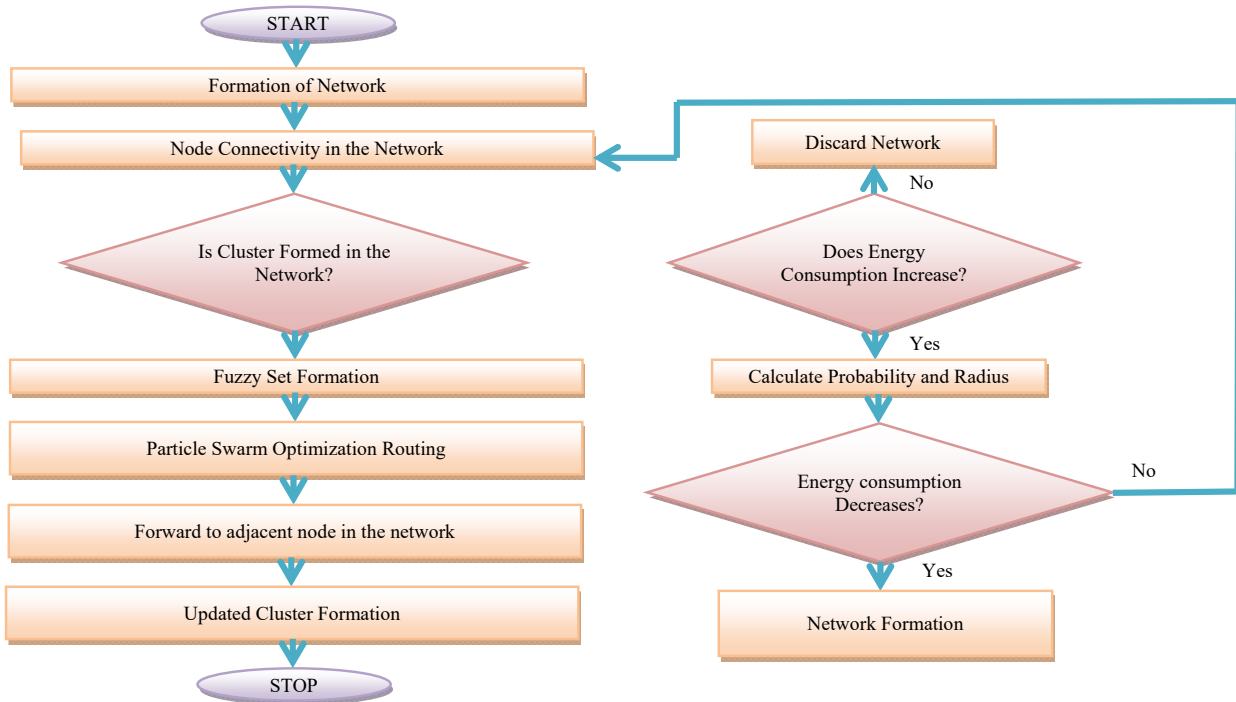 START
Formation of Network
Node Connectivity in the Network
Is Cluster Formed in the
Network?
Fuzzy Set Formation
Particle Swarm Optimization Routing
Forward to adjacent node in the network
Updated Cluster Formation
STOP
Discard Network
No
Does Energy
Consumption Increase?
Yes
Calculate Probability and Radius
Energy consumption
Decreases?
No
Yes
Network Formation